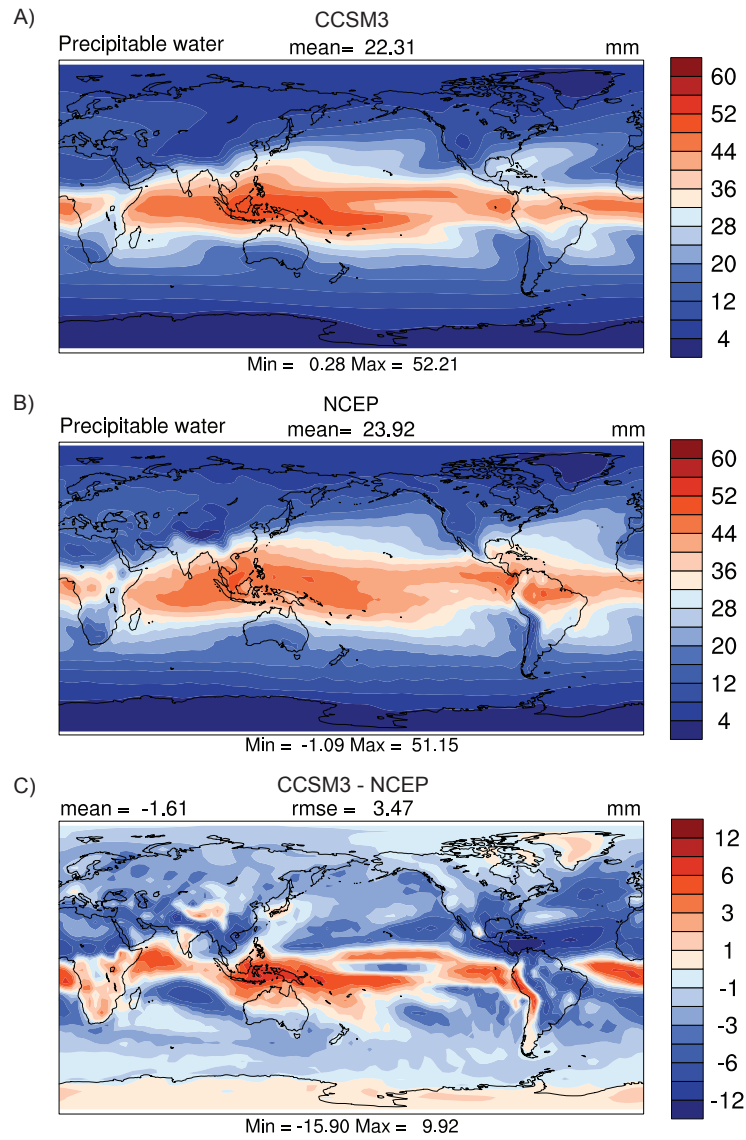 A)
CCSM3
Precipitable water mean= 22.31 mm
60
52
44
36
28
20
12
4
Min = 0.28 Max = 52.21
B)
NCEP
Precipitable water mean= 23.92 mm
60
52
44
36
28
20
12
4
Min = -1.09 Max = 51.15
C)
CCSM3 - NCEP
mean = -1.61 rmse = 3.47 mm
12
6
3
1
-1
-3
-6
-12
Min = -15.90 Max = 9.92